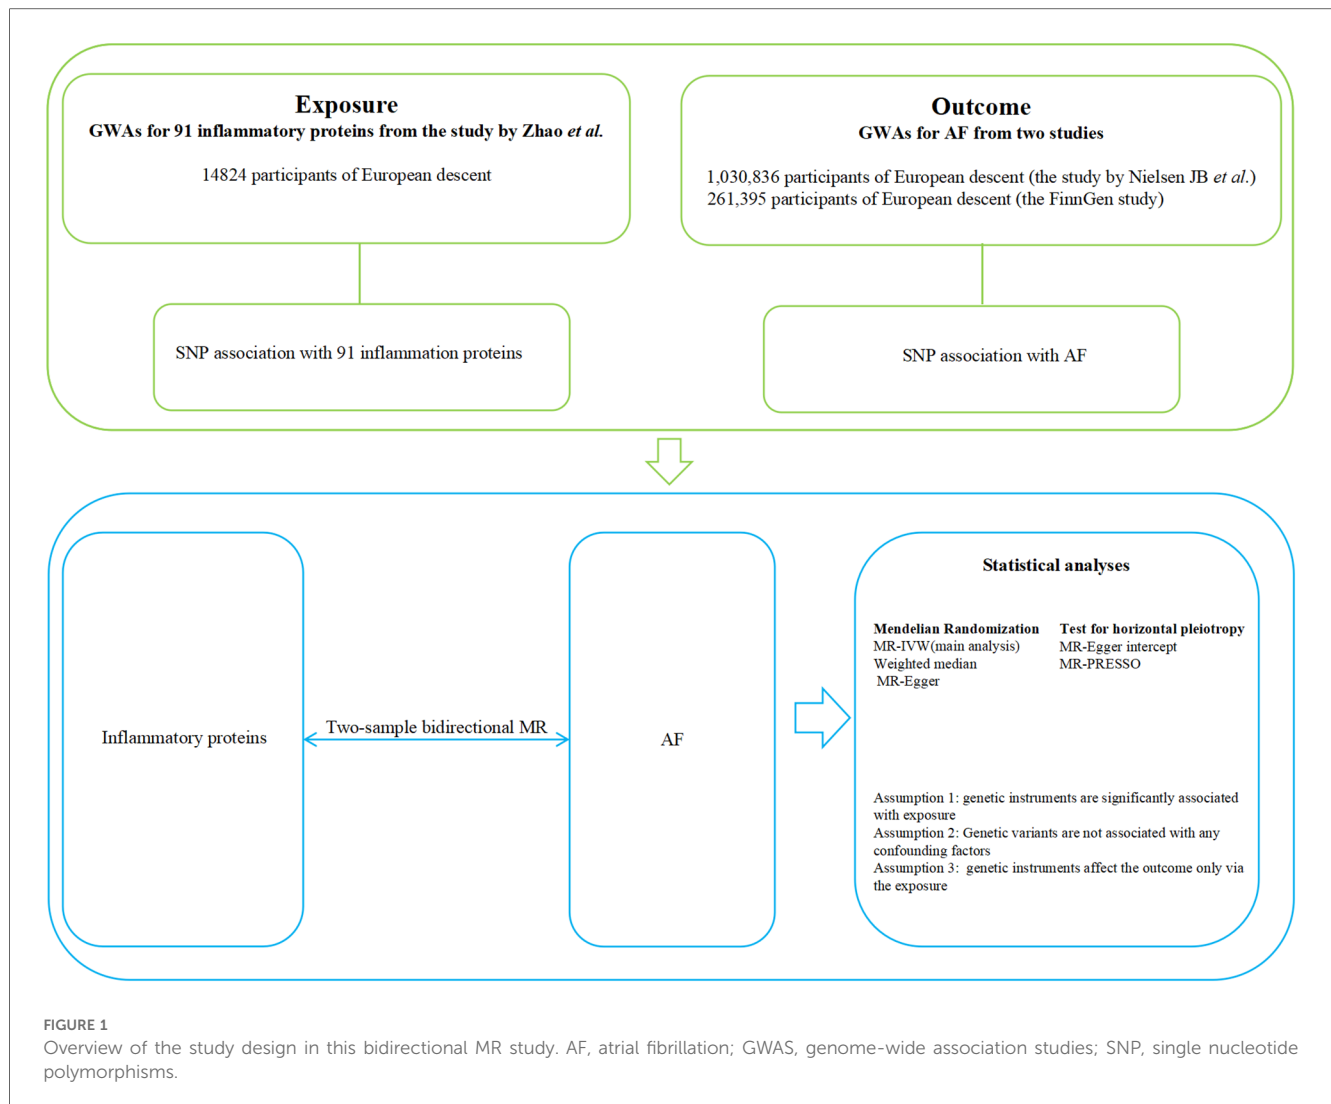 Exposure
GWAs for 91 inflammatory proteins from the study by Zhao et al.
14824 participants of European descent
Outcome
GWAs for AF from two studies
1,030,836 participants of European descent (the study by Nielsen JB et al.)
261,395 participants of European descent (the FinnGen study)
SNP association with 91 inflammation proteins
SNP association with AF
Inflammatory proteins
Two-sample bidirectional MR
AF
Statistical analyses
Mendelian Randomization
MR-IVW(main analysis)
Weighted median
MR-Egger
Test for horizontal pleiotropy
MR-Egger intercept
MR-PRESSO
Assumption 1: genetic instruments are significantly associated
with exposure
Assumption 2: Genetic variants are not associated with any
confounding factors
Assumption 3: genetic instruments affect the outcome only via
the exposure
FIGURE 1
Overview of the study design in this bidirectional MR study. AF, atrial fibrillation; GWAS, genome-wide association studies; SNP, single nucleotide
polymorphisms.